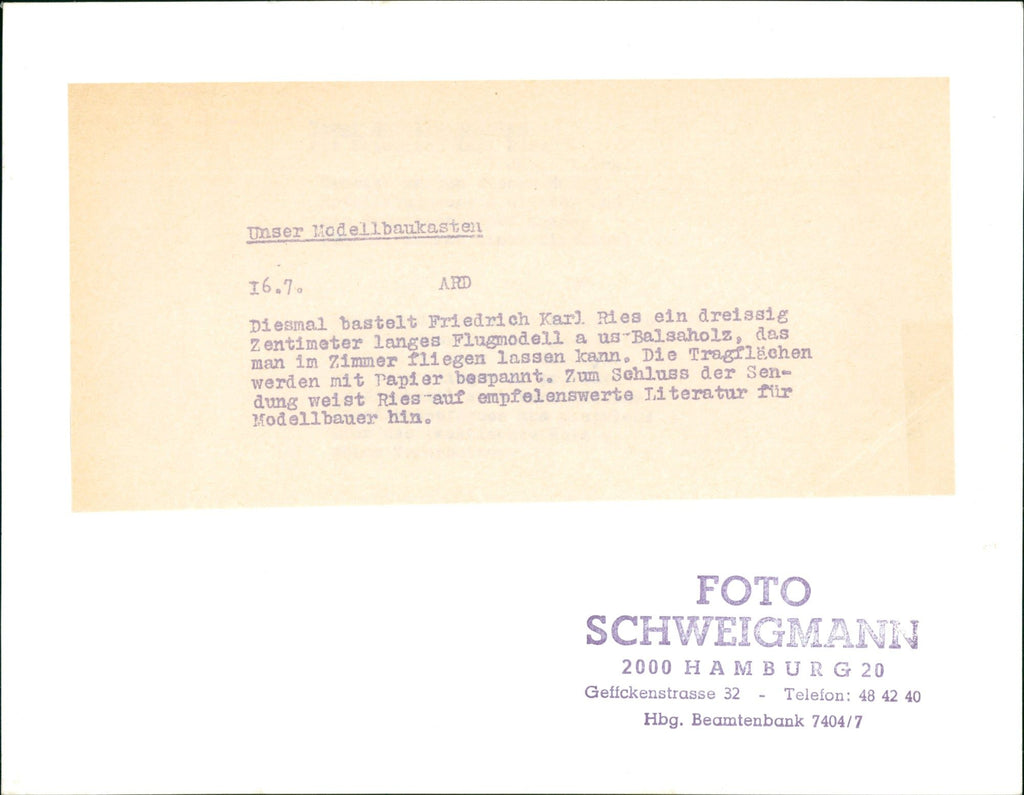 Unser Modellbaukasten
I6.7. ARD
Diesmal bastelt Friedrich Karl Ries ein dreissig
Zentimeter langes Flugmodell a us Balsaholz, das
man im Zimmer fliegen lassen kann. Die Tragflächen
werden mit Papier bespannt. Zum Schluss der Sen-
dung weist Ries auf empfelenswerte Literatur für
Modellbauer hin.
FOTO
SCHWEIGMANN
2000 HAMBURG 20
Geffckenstrasse 32 - Telefon: 48 42 40
Hbg. Beamtenbank 7404/7